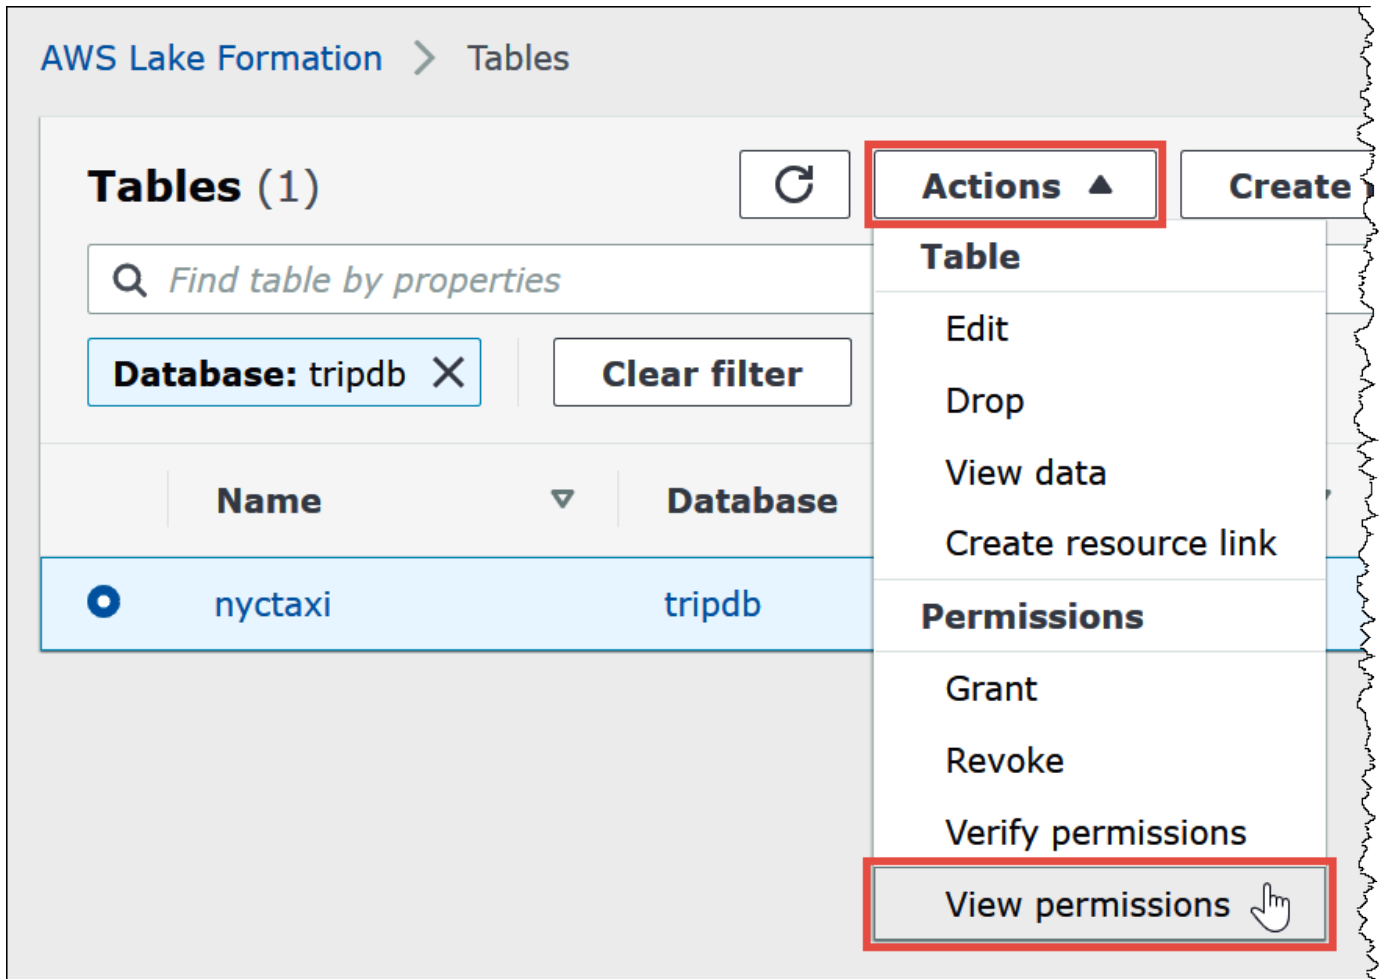 AWS Lake Formation > Tables
Tables (1)
Actions ▲
Create
Find table by properties
Database: tripdb ✕
Clear filter
Name
Database
nyctaxi
tripdb
Table
Edit
Drop
View data
Create resource link
Permissions
Grant
Revoke
Verify permissions
View permissions